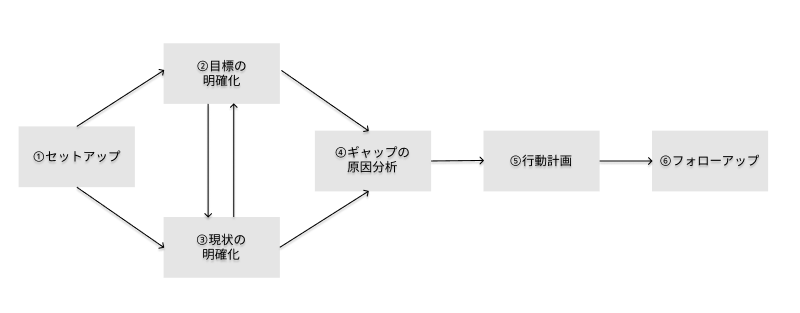 ①セットアップ
②目標の
明確化
③現状の
明確化
④ギャップの
原因分析
⑤行動計画
⑥フォローアップ